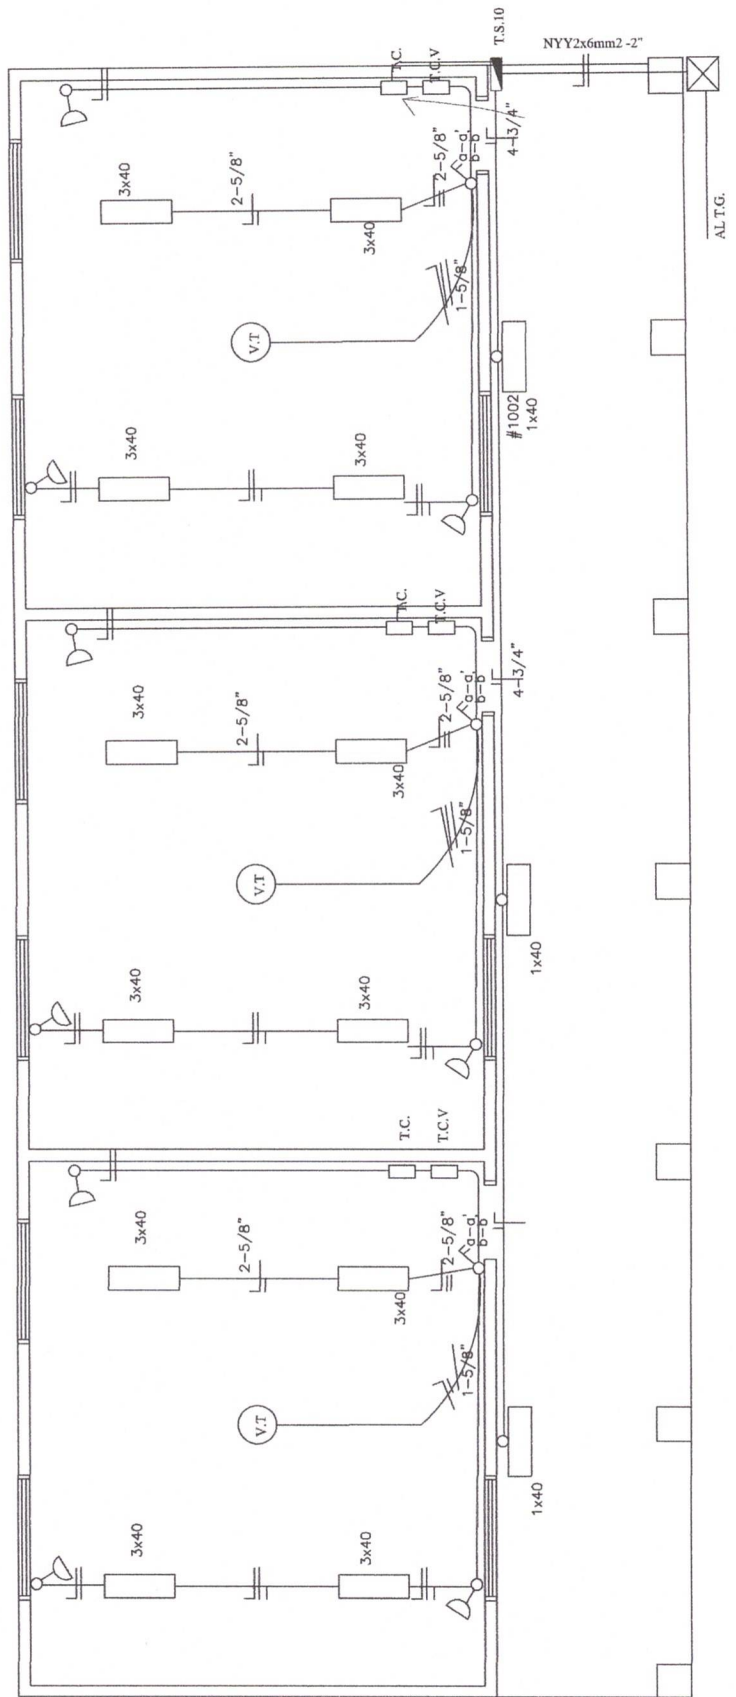 T.S.10
NYY2x6mm2 -2"
AL T.G.
T.C.
T.C.V
4-13/4"
a-a'
b-b
2-5/8"
3x40
2-5/8"
3x40
1-5/8"
V.T
#1002
1x40
3x40
3x40
T.C.
T.C.V
4-13/4"
a-a'
b-b
2-5/8"
3x40
2-5/8"
3x40
1-5/8"
V.T
1x40
3x40
3x40
T.C.
T.C.V
a-a'
b-b
2-5/8"
3x40
2-5/8"
3x40
1-5/8"
V.T
1x40
3x40
3x40